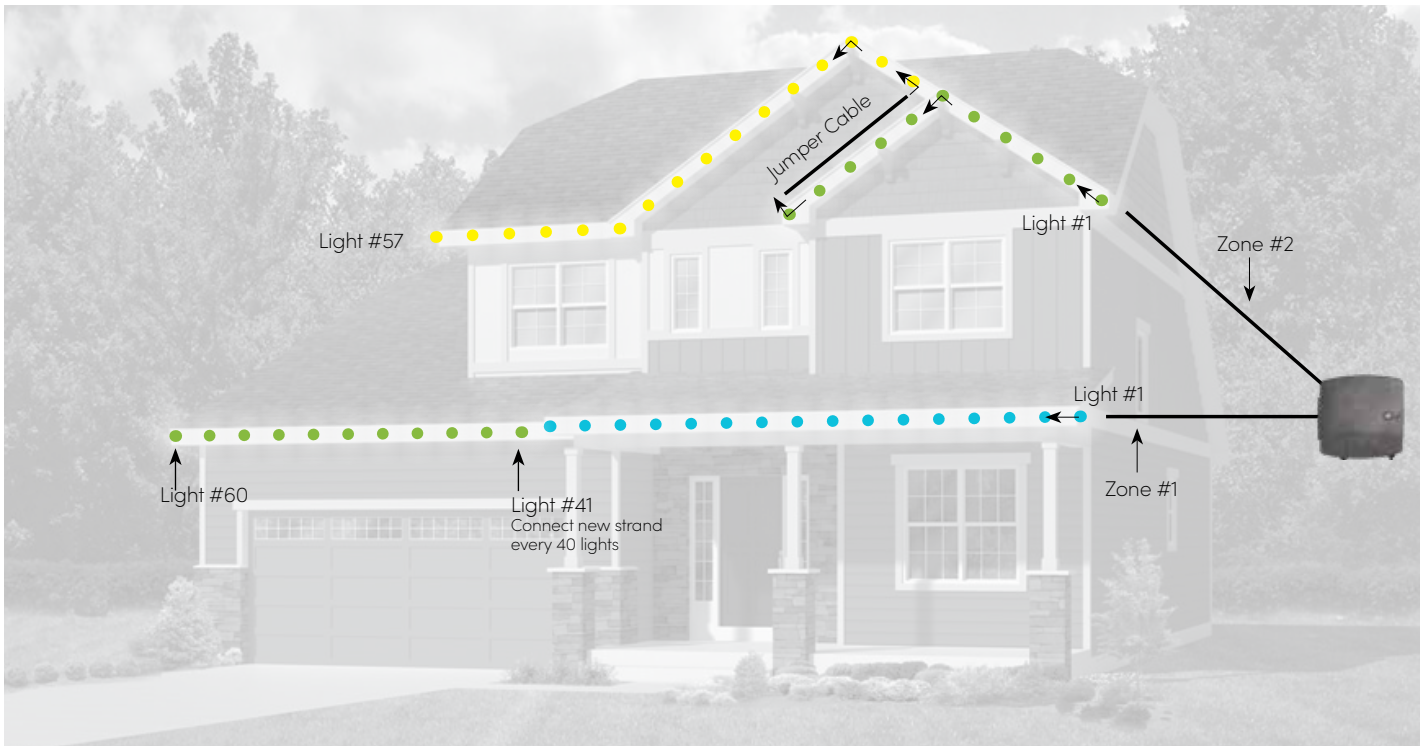 Jumper Cable
Light #57
Light #1
Zone #2
Light #1
Zone #1
Light #60
Light #41
Connect new strand
every 40 lights